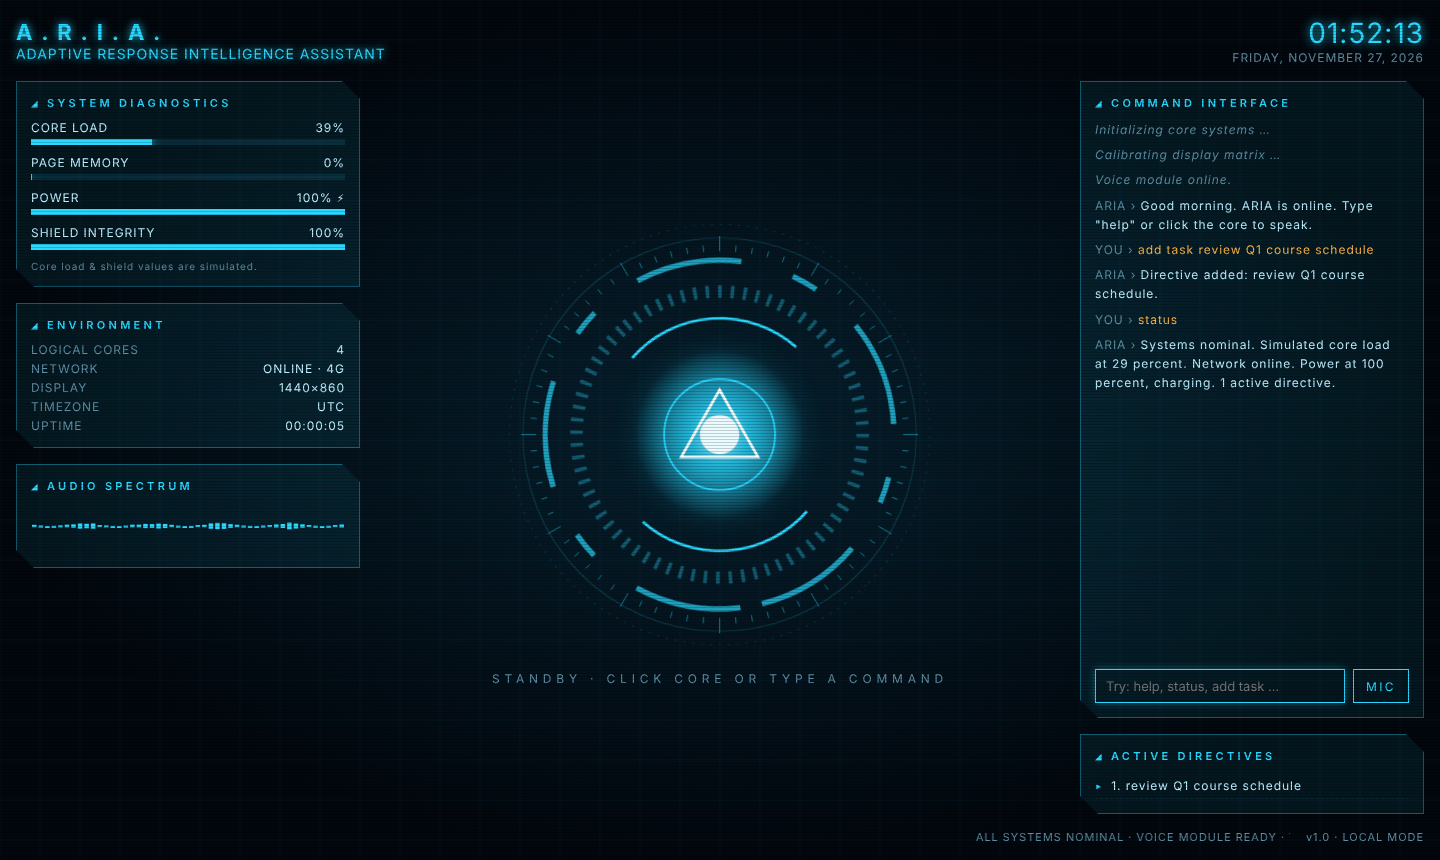 A.R.I.A.
ADAPTIVE RESPONSE INTELLIGENCE ASSISTANT
01:52:13
FRIDAY, NOVEMBER 27, 2026
SYSTEM DIAGNOSTICS
CORE LOAD 39%
PAGE MEMORY 0%
POWER 100% ⚡
SHIELD INTEGRITY 100%
Core load & shield values are simulated.
ENVIRONMENT
LOGICAL CORES 4
NETWORK ONLINE · 4G
DISPLAY 1440×860
TIMEZONE UTC
UPTIME 00:00:05
AUDIO SPECTRUM
STANDBY · CLICK CORE OR TYPE A COMMAND
COMMAND INTERFACE
Initializing core systems …
Calibrating display matrix …
Voice module online.
ARIA › Good morning. ARIA is online. Type
"help" or click the core to speak.
YOU › add task review Q1 course schedule
ARIA › Directive added: review Q1 course
schedule.
YOU › status
ARIA › Systems nominal. Simulated core load
at 29 percent. Network online. Power at 100
percent, charging. 1 active directive.
Try: help, status, add task …
MIC
ACTIVE DIRECTIVES
▸ 1. review Q1 course schedule
ALL SYSTEMS NOMINAL · VOICE MODULE READY · v1.0 · LOCAL MODE